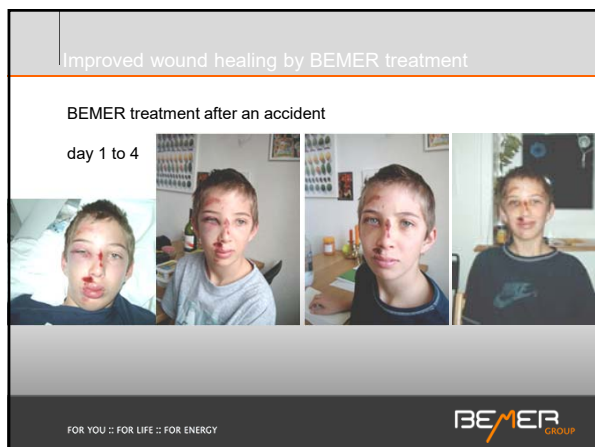 Improved wound healing by BEMER treatment
BEMER treatment after an accident
day 1 to 4
FOR YOU :: FOR LIFE :: FOR ENERGY
BEMER
GROUP